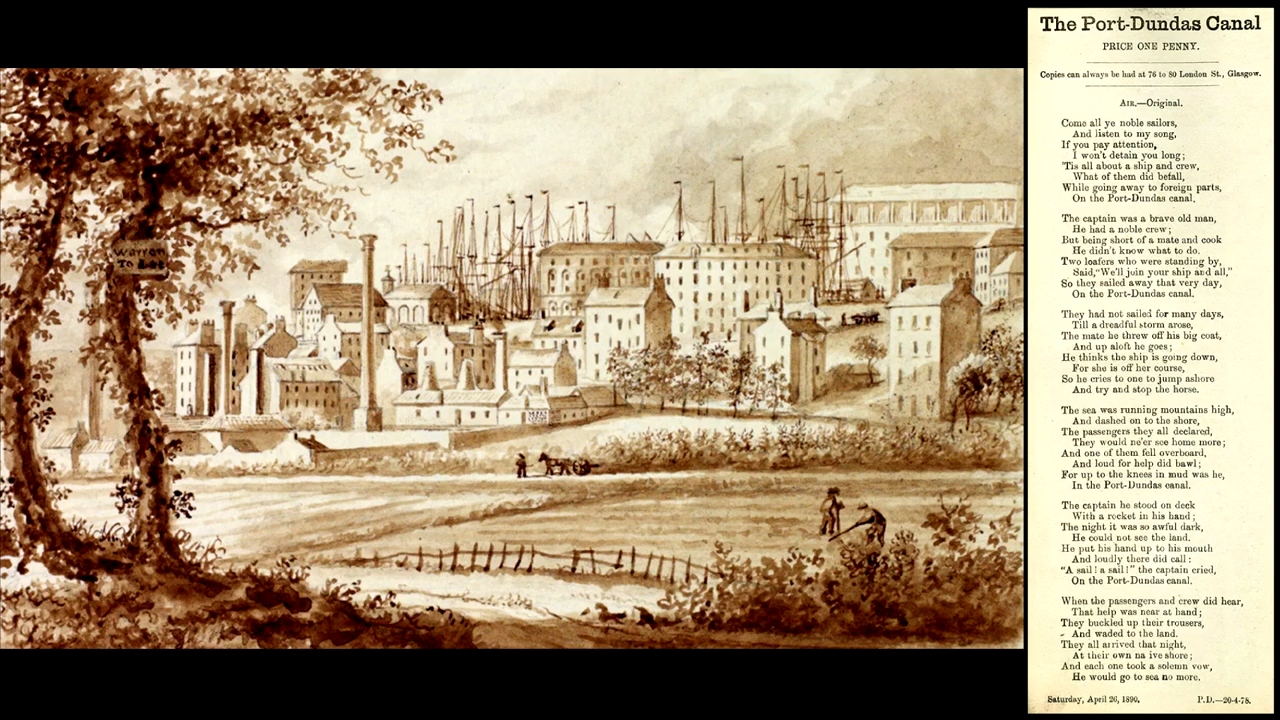 Warren
To
The Port-Dundas Canal
PRICE ONE PENNY.
Copies can always be had at 76 to 80 London St., Glasgow.
AIR.—Original.
Come all ye noble sailors,
And listen to my song,
If you pay attention,
I won't detain you long;
'Tis all about a ship and crew,
What of them did befall,
While going away to foreign parts,
On the Port-Dundas canal.
The captain was a brave old man,
He had a noble crew;
But being short of a mate and cook
He didn't know what to do.
Two loafers who were standing by,
Said,"We'll join your ship and all,"
So they sailed away that very day,
On the Port-Dundas canal.
They had not sailed for many days,
Till a dreadful storm arose,
The mate he threw off his big coat,
And up aloft he goes;
He thinks the ship is going down,
For she is off her course,
So he cries to one to jump ashore
And try and stop the horse.
The sea was running mountains high,
And dashed on to the shore,
The passengers they all declared,
They would ne'er see home more;
And one of them fell overboard,
And loud for help did bawl;
For up to the knees in mud was he,
In the Port-Dundas canal.
The captain he stood on deck
With a rocket in his hand;
The night it was so awful dark,
He could not see the land.
He put his hand up to his mouth
And loudly there did call:
"A sail! a sail!" the captain cried,
On the Port-Dundas canal.
When the passengers and crew did hear,
That help was near at hand;
They buckled up their trousers,
And waded to the land.
They all arrived that night,
At their own na ive shore;
And each one took a solemn vow,
He would go to sea no more.
Saturday, April 26, 1890. P.D.—20-4-78.